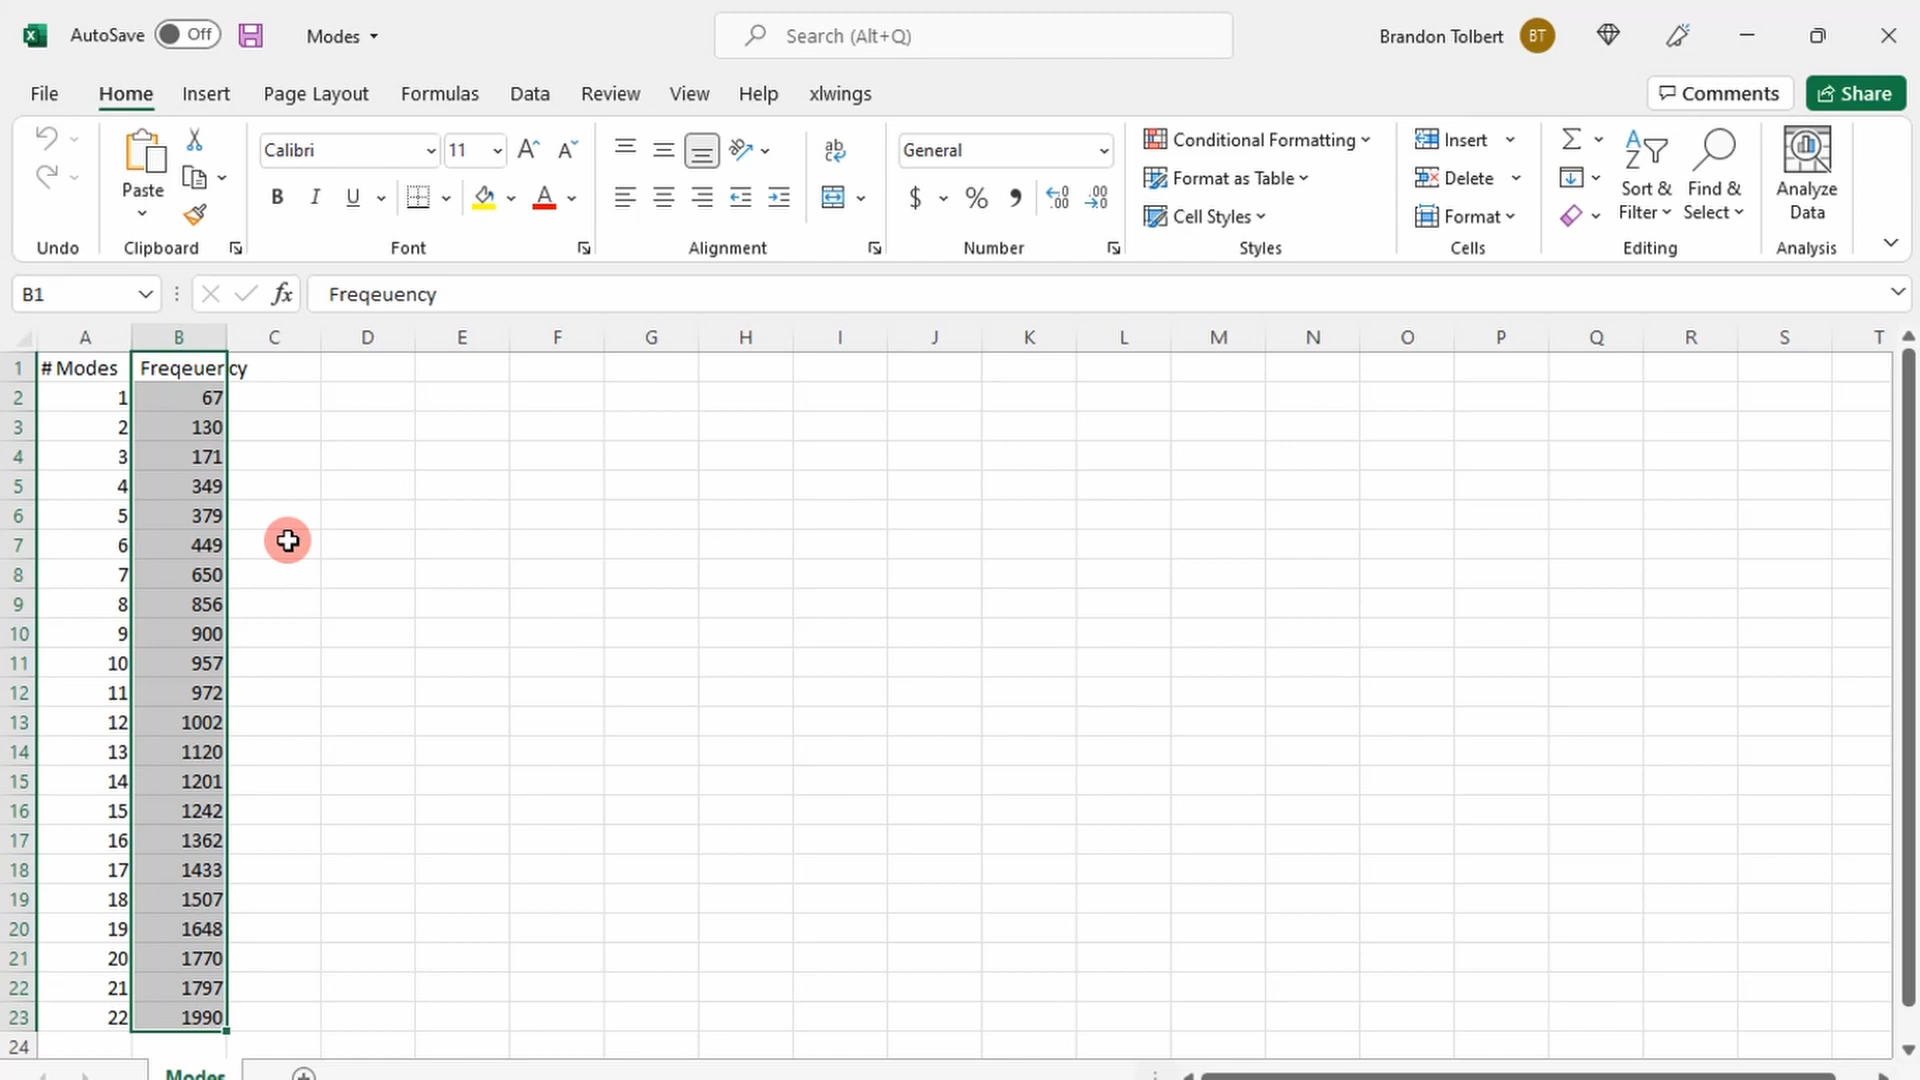 AutoSave Off Modes Search (Alt+Q) Brandon Tolbert BT
File Home Insert Page Layout Formulas Data Review View Help xlwings Comments Share
Paste Calibri 11 B I U A ab General $ % Conditional Formatting Format as Table Cell Styles Insert Delete Format Sort & Filter Find & Select Analyze Data
Undo Clipboard Font Alignment Number Styles Cells Editing Analysis
B1 fx Freqeuency
A B C D E F G H I J K L M N O P Q R S T
1 # Modes Freqeuency
2 1 67
3 2 130
4 3 171
5 4 349
6 5 379
7 6 449
8 7 650
9 8 856
10 9 900
11 10 957
12 11 972
13 12 1002
14 13 1120
15 14 1201
16 15 1242
17 16 1362
18 17 1433
19 18 1507
20 19 1648
21 20 1770
22 21 1797
23 22 1990
24
Modes